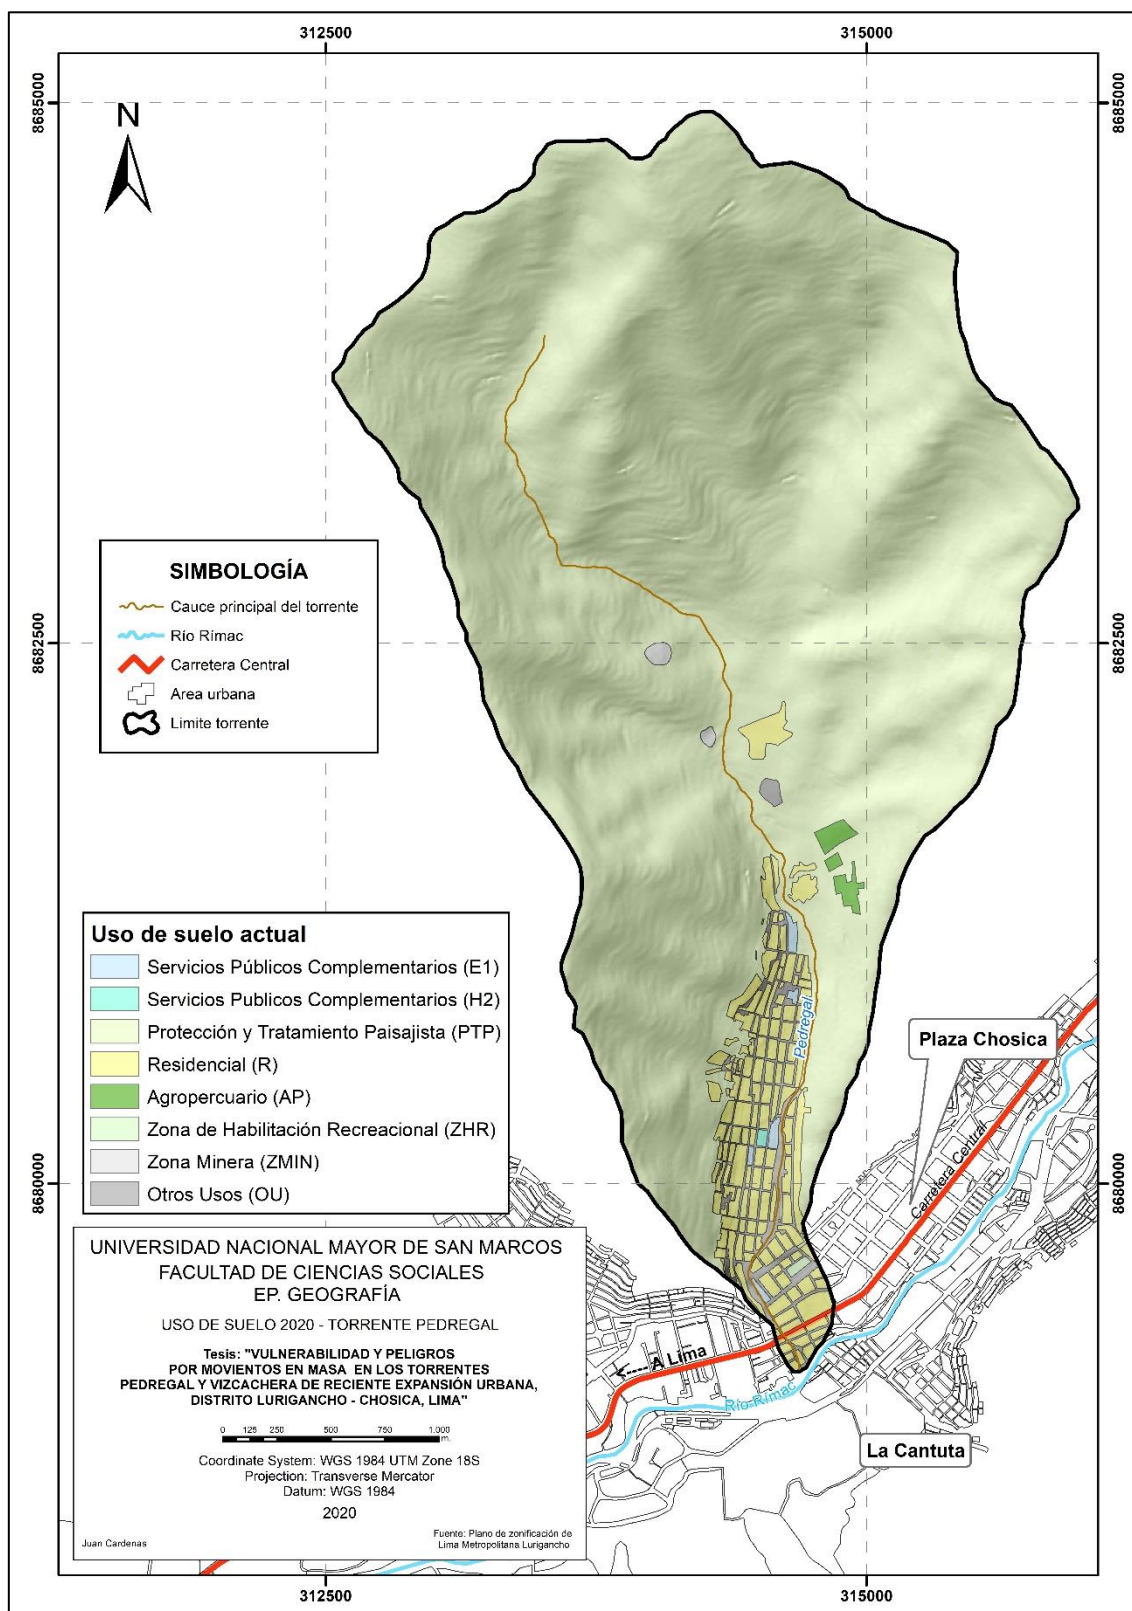 312500
315000
8685000
8685000
N
SIMBOLOGÍA
Cauce principal del torrente
Río Rímac
Carretera Central
Area urbana
Limite torrente
8682500
8682500
Uso de suelo actual
Servicios Públicos Complementarios (E1)
Servicios Publicos Complementarios (H2)
Protección y Tratamiento Paisajista (PTP)
Residencial (R)
Agropercuario (AP)
Zona de Habilitación Recreacional (ZHR)
Zona Minera (ZMIN)
Otros Usos (OU)
Pedregal
Plaza Chosica
Carretera Central
8680000
8680000
UNIVERSIDAD NACIONAL MAYOR DE SAN MARCOS
FACULTAD DE CIENCIAS SOCIALES
EP. GEOGRAFÍA
USO DE SUELO 2020 - TORRENTE PEDREGAL
Tesis: "VULNERABILIDAD Y PELIGROS
POR MOVIENTOS EN MASA EN LOS TORRENTES
PEDREGAL Y VIZCACHERA DE RECIENTE EXPANSIÓN URBANA,
DISTRITO LURIGANCHO - CHOSICA, LIMA"
0 125 250 500 750 1.000
m.
Coordinate System: WGS 1984 UTM Zone 18S
Projection: Transverse Mercator
Datum: WGS 1984
2020
Juan Cardenas
Fuente: Plano de zonificación de
Lima Metropolitana Lurigancho
A Lima
Río-Rímac
La Cantuta
312500
315000